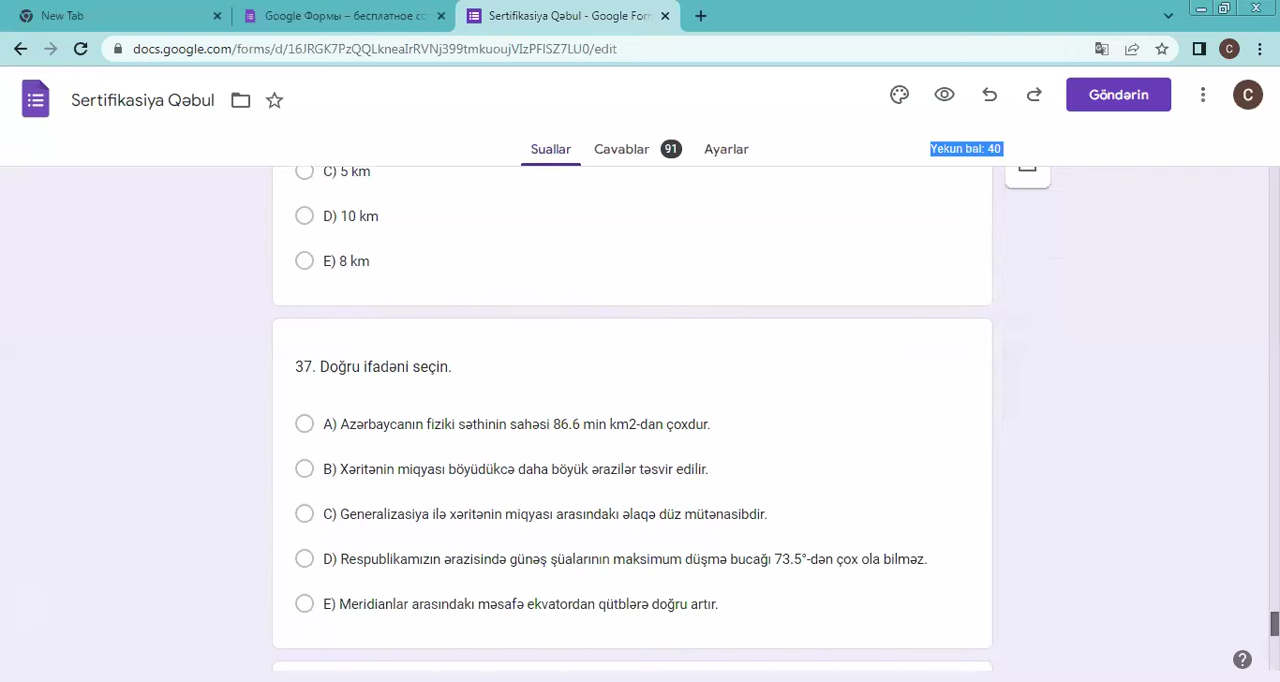 New Tab
Google Формы – бесплатное со
Sertifikasiya Qəbul - Google For
docs.google.com/forms/d/16JRGK7PzQQLkneaIrRVNj399tmkuoujVIzPFlSZ7LU0/edit
C
Sertifikasiya Qəbul
Göndərin
C
Suallar
Cavablar 91
Ayarlar
Yekun bal: 40
C) 5 km
D) 10 km
E) 8 km
37. Doğru ifadəni seçin.
A) Azərbaycanın fiziki səthinin sahəsi 86.6 min km2-dan çoxdur.
B) Xəritənin miqyası böyüdükcə daha böyük ərazilər təsvir edilir.
C) Generalizasiya ilə xəritənin miqyası arasındakı əlaqə düz mütənasibdir.
D) Respublikamızın ərazisində günəş şüalarının maksimum düşmə bucağı 73.5°-dən çox ola bilməz.
E) Meridianlar arasındakı məsafə ekvatordan qütblərə doğru artır.